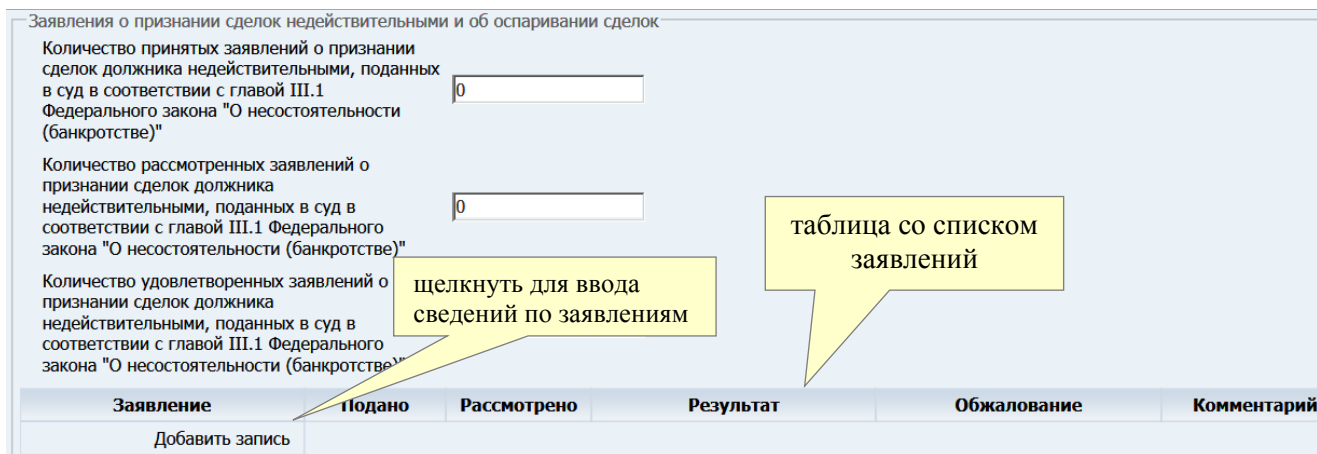 Заявления о признании сделок недействительными и об оспаривании сделок
Количество принятых заявлений о признании
сделок должника недействительными, поданных
в суд в соответствии с главой III.1
Федерального закона "О несостоятельности
(банкротстве)"
0
Количество рассмотренных заявлений о
признании сделок должника
недействительными, поданных в суд в
соответствии с главой III.1 Федерального
закона "О несостоятельности (банкротстве)"
0
таблица со списком
заявлений
Количество удовлетворенных заявлений о
признании сделок должника
недействительными, поданных в суд в
соответствии с главой III.1 Федерального
закона "О несостоятельности (банкротстве)"
щелкнуть для ввода
сведений по заявлениям
Заявление Подано Рассмотрено Результат Обжалование Комментарий
Добавить запись